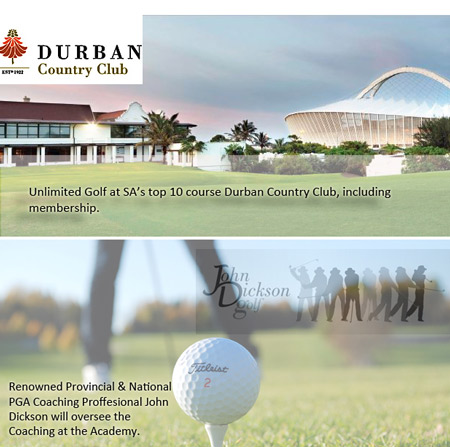 DURBAN
Country Club
ESTD 1922
Unlimited Golf at SA's top 10 course Durban Country Club, including
membership.
John
Dickson
golf
Titleist
2
Renowned Provincial & National
PGA Coaching Proffesional John
Dickson will oversee the
Coaching at the Academy.